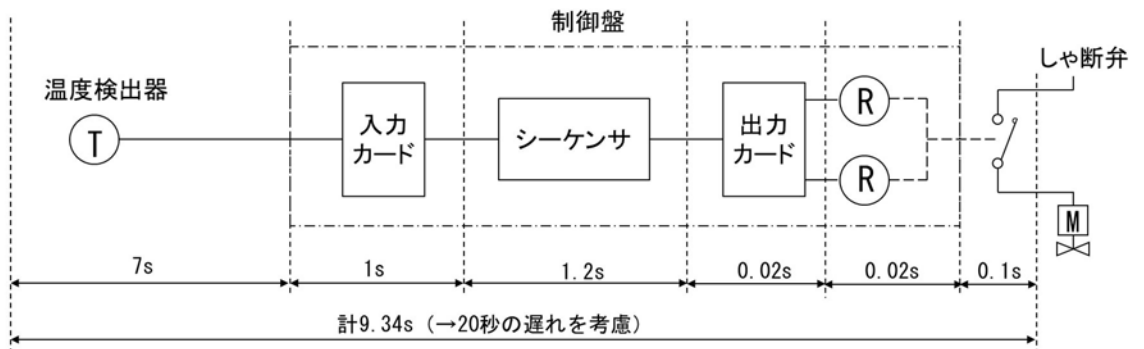 制御盤
しゃ断弁
温度検出器
T
入力
カード
シーケンサ
出力
カード
R
R
M
7s
1s
1.2s
0.02s
0.02s
0.1s
計9.34s（→20秒の遅れを考慮）